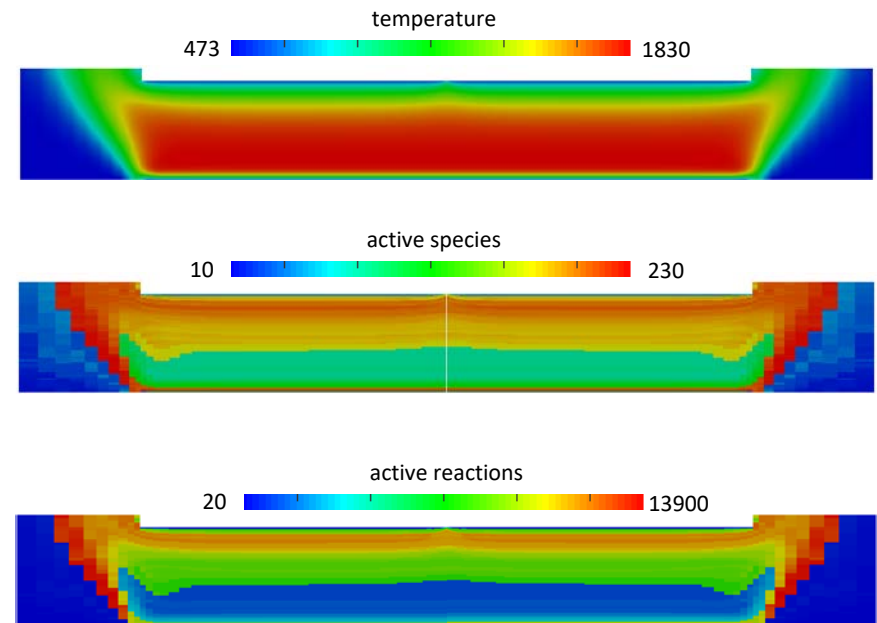 temperature
473 1830
active species
10 230
active reactions
20 13900